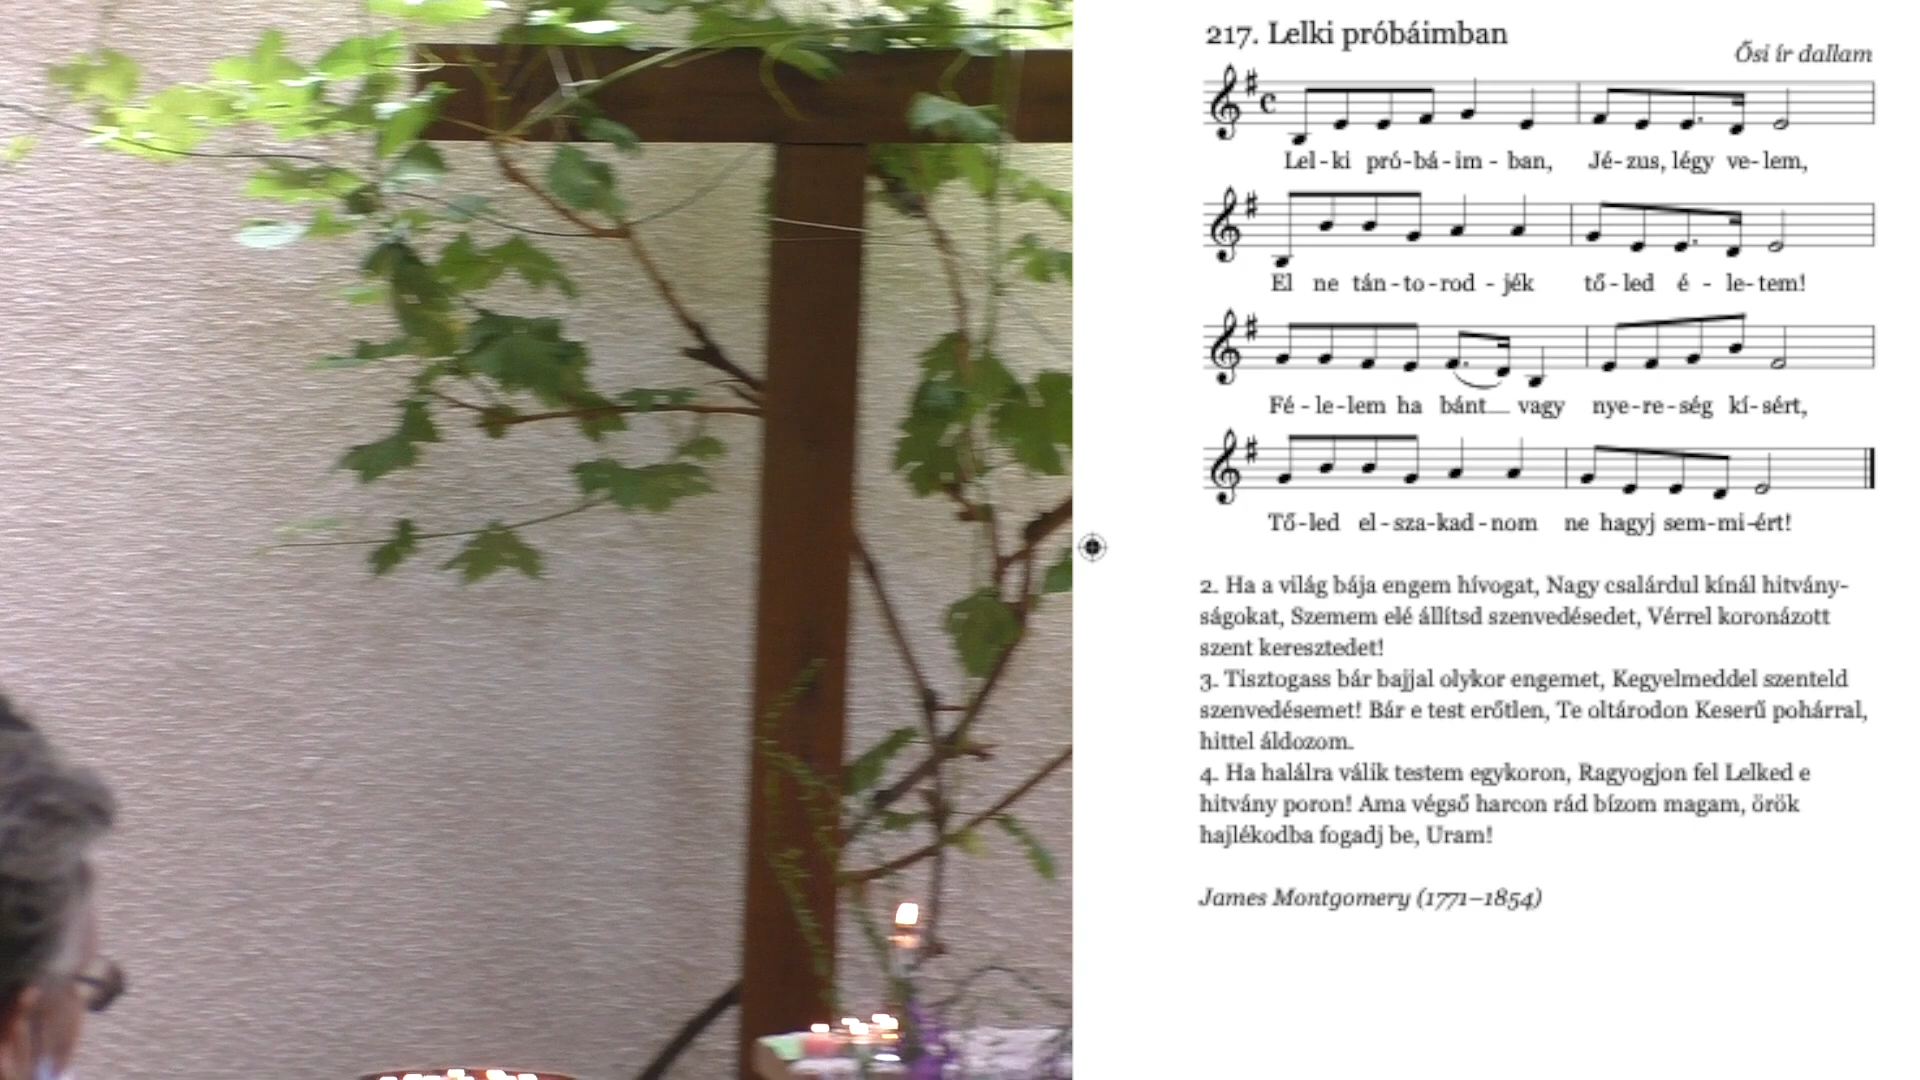 217. Lelki próbáimban
Ősi ír dallam
Lel-ki pró-bá-im-ban, Jé-zus, légy ve-lem,
El ne tán-to-rod-jék tő-led é-le-tem!
Fé-le-lem ha bánt__ vagy nye-re-ség kí-sért,
Tő-led el-sza-kad-nom ne hagyj sem-mi-ért!
2. Ha a világ bája engem hívogat, Nagy csalárdul kínál hitvány-
ságokat, Szemem elé állítsd szenvedésedet, Vérrel koronázott
szent keresztedet!
3. Tisztogass bár bajjal olykor engemet, Kegyelmeddel szenteld
szenvedésemet! Bár e test erőtlen, Te oltárodon Keserű pohárral,
hittel áldozom.
4. Ha halálra válik testem egykoron, Ragyogjon fel Lelked e
hitvány poron! Ama végső harcon rád bízom magam, örök
hajlékodba fogadj be, Uram!
James Montgomery (1771–1854)